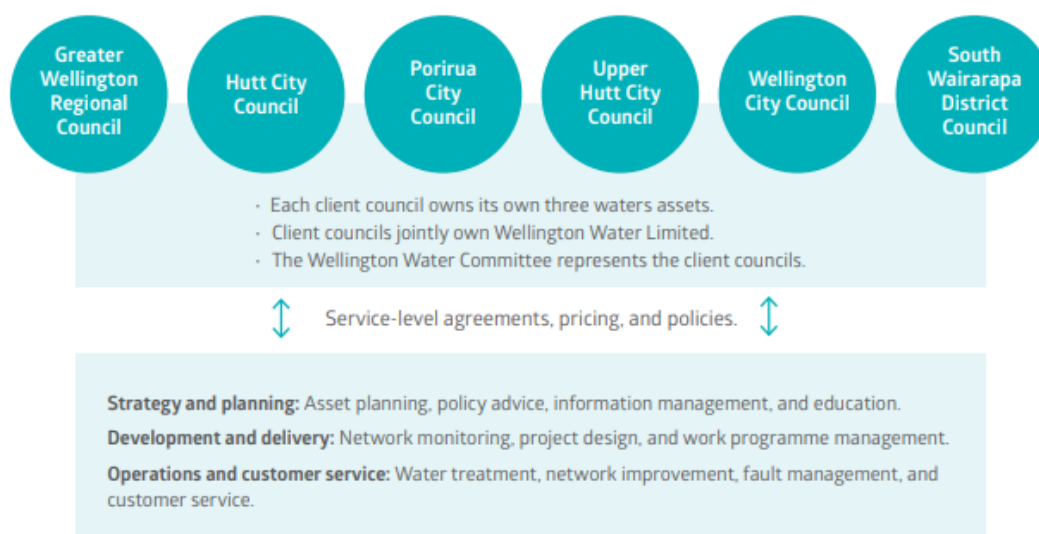 Greater
Wellington
Regional
Council
Hutt City
Council
Porirua
City
Council
Upper
Hutt City
Council
Wellington
City Council
South
Wairarapa
District
Council
· Each client council owns its own three waters assets.
· Client councils jointly own Wellington Water Limited.
· The Wellington Water Committee represents the client councils.
Service-level agreements, pricing, and policies.
Strategy and planning: Asset planning, policy advice, information management, and education.
Development and delivery: Network monitoring, project design, and work programme management.
Operations and customer service: Water treatment, network improvement, fault management, and
customer service.